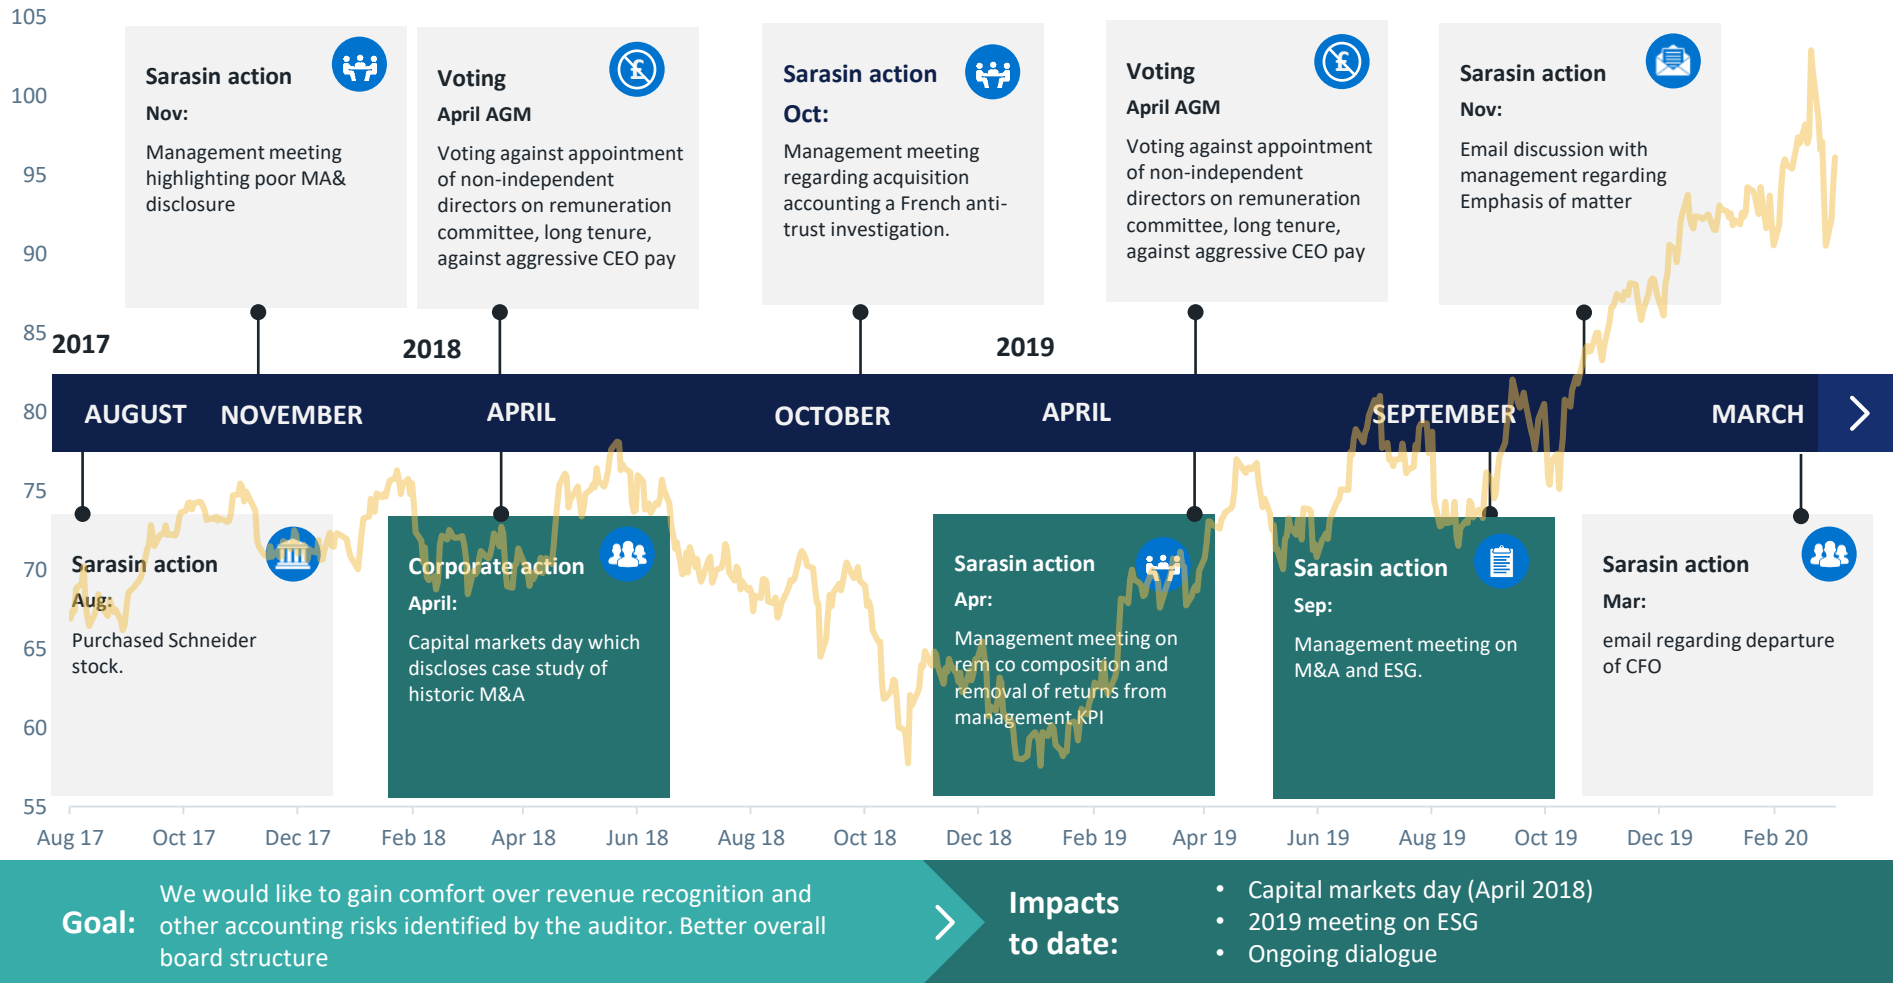 105
100
95
90
85
80
75
70
65
60
55
Sarasin action
Nov:
Management meeting
highlighting poor MA&
disclosure
Voting
April AGM
Voting against appointment
of non-independent
directors on remuneration
committee, long tenure,
against aggressive CEO pay
Sarasin action
Oct:
Management meeting
regarding acquisition
accounting a French anti-
trust investigation.
Voting
April AGM
Voting against appointment
of non-independent
directors on remuneration
committee, long tenure,
against aggressive CEO pay
Sarasin action
Nov:
Email discussion with
management regarding
Emphasis of matter
2017
2018
2019
AUGUST
NOVEMBER
APRIL
OCTOBER
APRIL
SEPTEMBER
MARCH
Sarasin action
Aug:
Purchased Schneider
stock.
Corporate action
April:
Capital markets day which
discloses case study of
historic M&A
Sarasin action
Apr:
Management meeting on
rem co composition and
removal of returns from
management KPI
Sarasin action
Sep:
Management meeting on
M&A and ESG.
Sarasin action
Mar:
email regarding departure
of CFO
Aug 17
Oct 17
Dec 17
Feb 18
Apr 18
Jun 18
Aug 18
Oct 18
Dec 18
Feb 19
Apr 19
Jun 19
Aug 19
Oct 19
Dec 19
Feb 20
Goal:
We would like to gain comfort over revenue recognition and
other accounting risks identified by the auditor. Better overall
board structure
Impacts
to date:
• Capital markets day (April 2018)
• 2019 meeting on ESG
• Ongoing dialogue